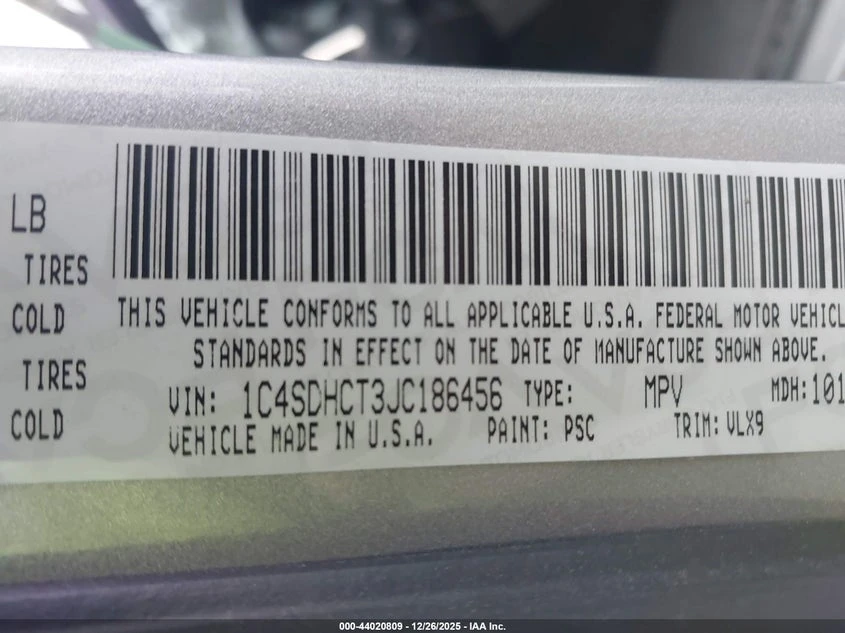 LB
THIS VEHICLE CONFORMS TO ALL APPLICABLE U.S.A. FEDERAL MOTOR VEHICL
TIRES
COLD
STANDARDS IN EFFECT ON THE DATE OF MANUFACTURE SHOWN ABOVE.
TIRES
VIN: 1C4SDHCT3JC186456 TYPE: MPV MDH:101
COLD
VEHICLE MADE IN U.S.A. PAINT: PSC TRIM: VLX9
000-44020809 - 12/26/2025 - IAA Inc.